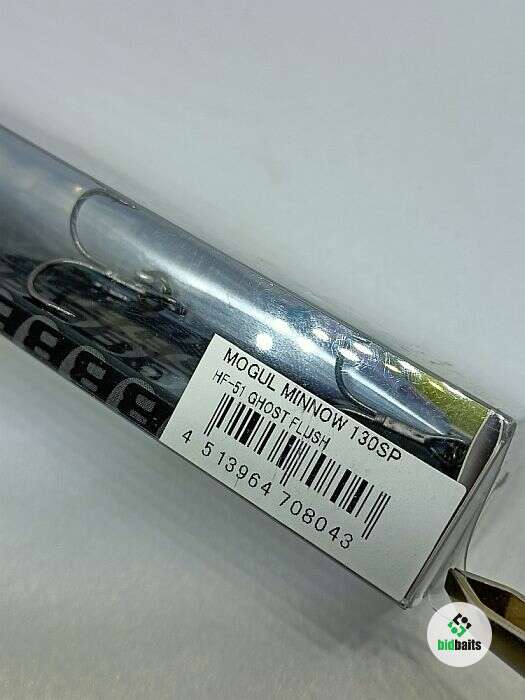 MOGUL MINNOW 130SP
HF-51 GHOST FLUSH
4 513964 708043
bidbaits